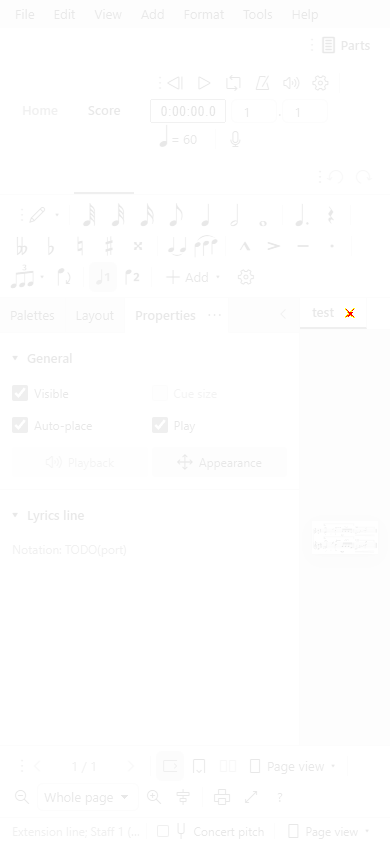 File Edit View Add Format Tools Help
Parts
Home Score 0:00:00.0 1 . 1
= 60
1 2 Add
Palettes Layout Properties ··· test
General
Visible Cue size
Auto-place Play
Playback Appearance
Lyrics line
Notation: TODO(port)
1 / 1 Page view
Whole page ?
Extension line; Staff 1 (... Concert pitch Page view